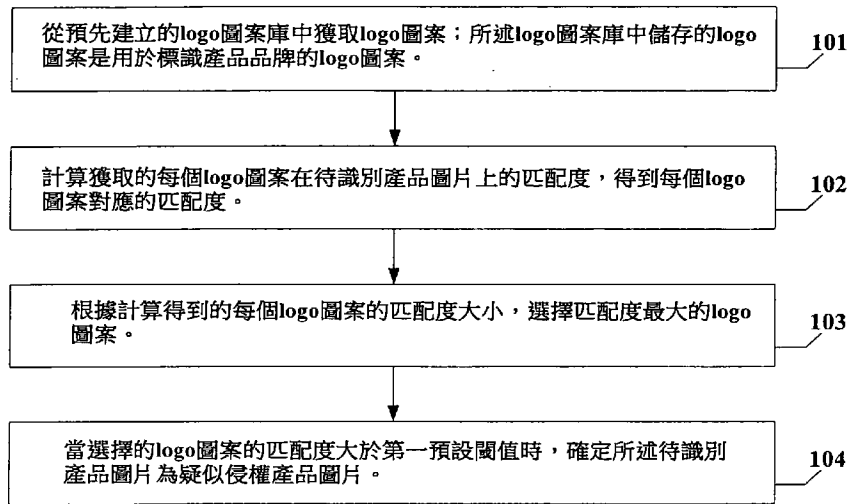 從預先建立的logo圖案庫中獲取logo圖案；所述logo圖案庫中儲存的logo
圖案是用於標識產品品牌的logo圖案。
101
計算獲取的每個logo圖案在待識別產品圖片上的匹配度，得到每個logo
圖案對應的匹配度。
102
根據計算得到的每個logo圖案的匹配度大小，選擇匹配度最大的logo
圖案。
103
當選擇的logo圖案的匹配度大於第一預設閾值時，確定所述待識別
產品圖片為疑似侵權產品圖片。
104